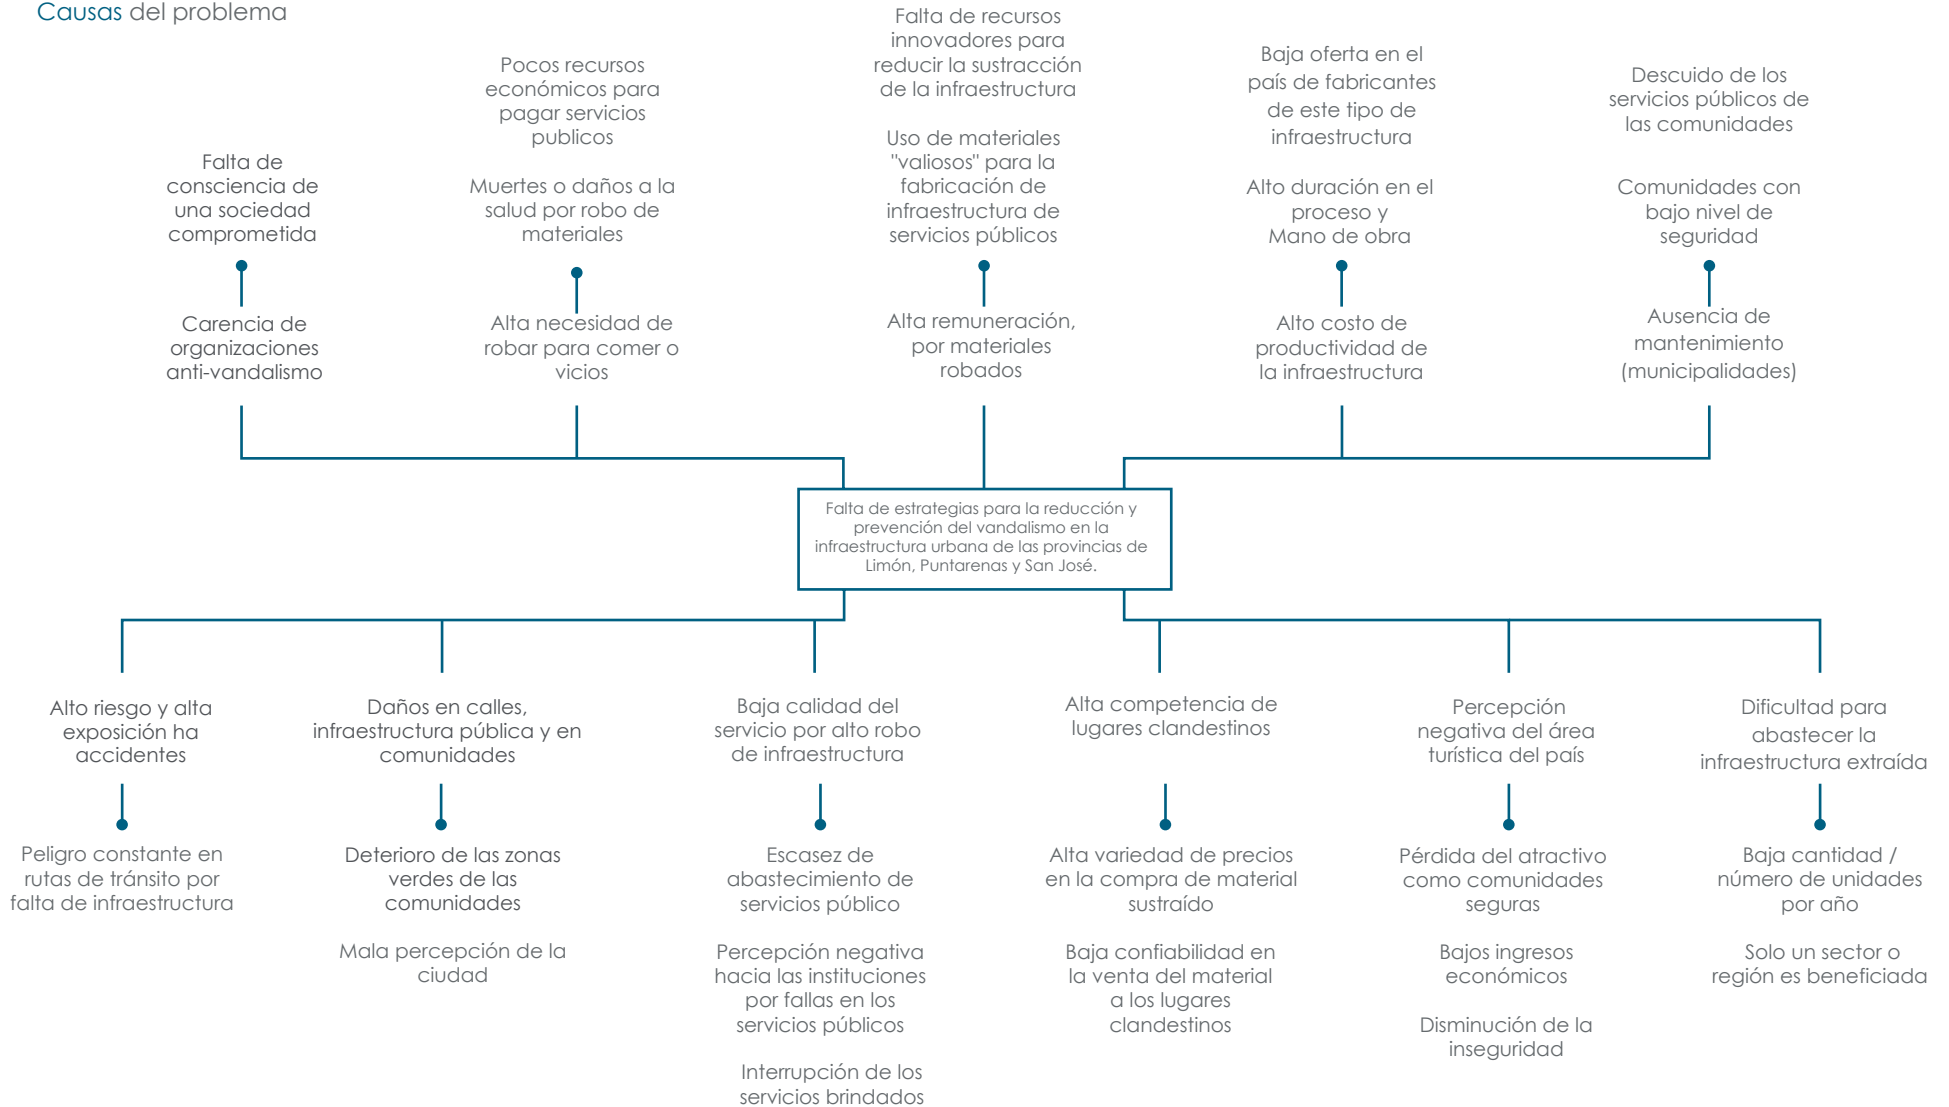 Causas del problema
Falta de
consciencia de
una sociedad
comprometida
Carencia de
organizaciones
anti-vandalismo
Pocos recursos
económicos para
pagar servicios
publicos
Muertes o daños a la
salud por robo de
materiales
Alta necesidad de
robar para comer o
vicios
Falta de recursos
innovadores para
reducir la sustracción
de la infraestructura
Uso de materiales
"valiosos" para la
fabricación de
infraestructura de
servicios públicos
Alta remuneración,
por materiales
robados
Baja oferta en el
país de fabricantes
de este tipo de
infraestructura
Alto duración en el
proceso y
Mano de obra
Alto costo de
productividad de
la infraestructura
Descuido de los
servicios públicos de
las comunidades
Comunidades con
bajo nivel de
seguridad
Ausencia de
mantenimiento
(municipalidades)
Falta de estrategias para la reducción y
prevención del vandalismo en la
infraestructura urbana de las provincias de
Limón, Puntarenas y San José.
Alto riesgo y alta
exposición ha
accidentes
Peligro constante en
rutas de tránsito por
falta de infraestructura
Daños en calles,
infraestructura pública y en
comunidades
Deterioro de las zonas
verdes de las
comunidades
Mala percepción de la
ciudad
Baja calidad del
servicio por alto robo
de infraestructura
Escasez de
abastecimiento de
servicios público
Percepción negativa
hacia las instituciones
por fallas en los
servicios públicos
Interrupción de los
servicios brindados
Alta competencia de
lugares clandestinos
Alta variedad de precios
en la compra de material
sustraído
Baja confiabilidad en
la venta del material
a los lugares
clandestinos
Percepción
negativa del área
turística del país
Pérdida del atractivo
como comunidades
seguras
Bajos ingresos
económicos
Disminución de la
inseguridad
Dificultad para
abastecer la
infraestructura extraída
Baja cantidad /
número de unidades
por año
Solo un sector o
región es beneficiada